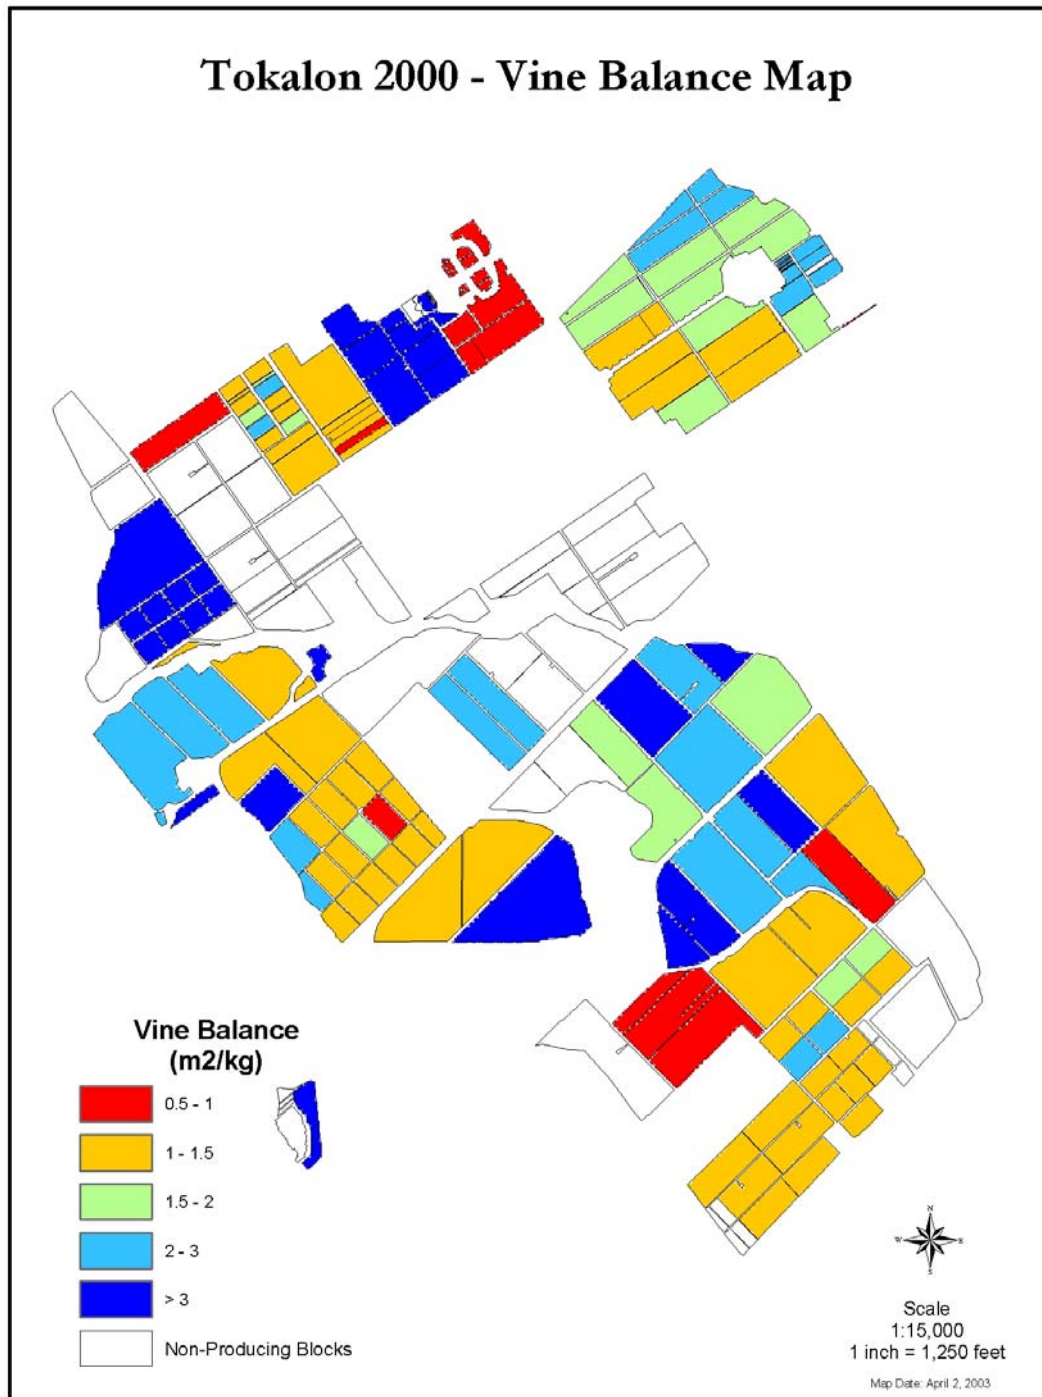 Tokalon 2000 - Vine Balance Map
Vine Balance
(m2/kg)
0.5 - 1
1 - 1.5
1.5 - 2
2 - 3
> 3
Non-Producing Blocks
N
W
E
S
Scale
1:15,000
1 inch = 1,250 feet
Map Date: April 2, 2003